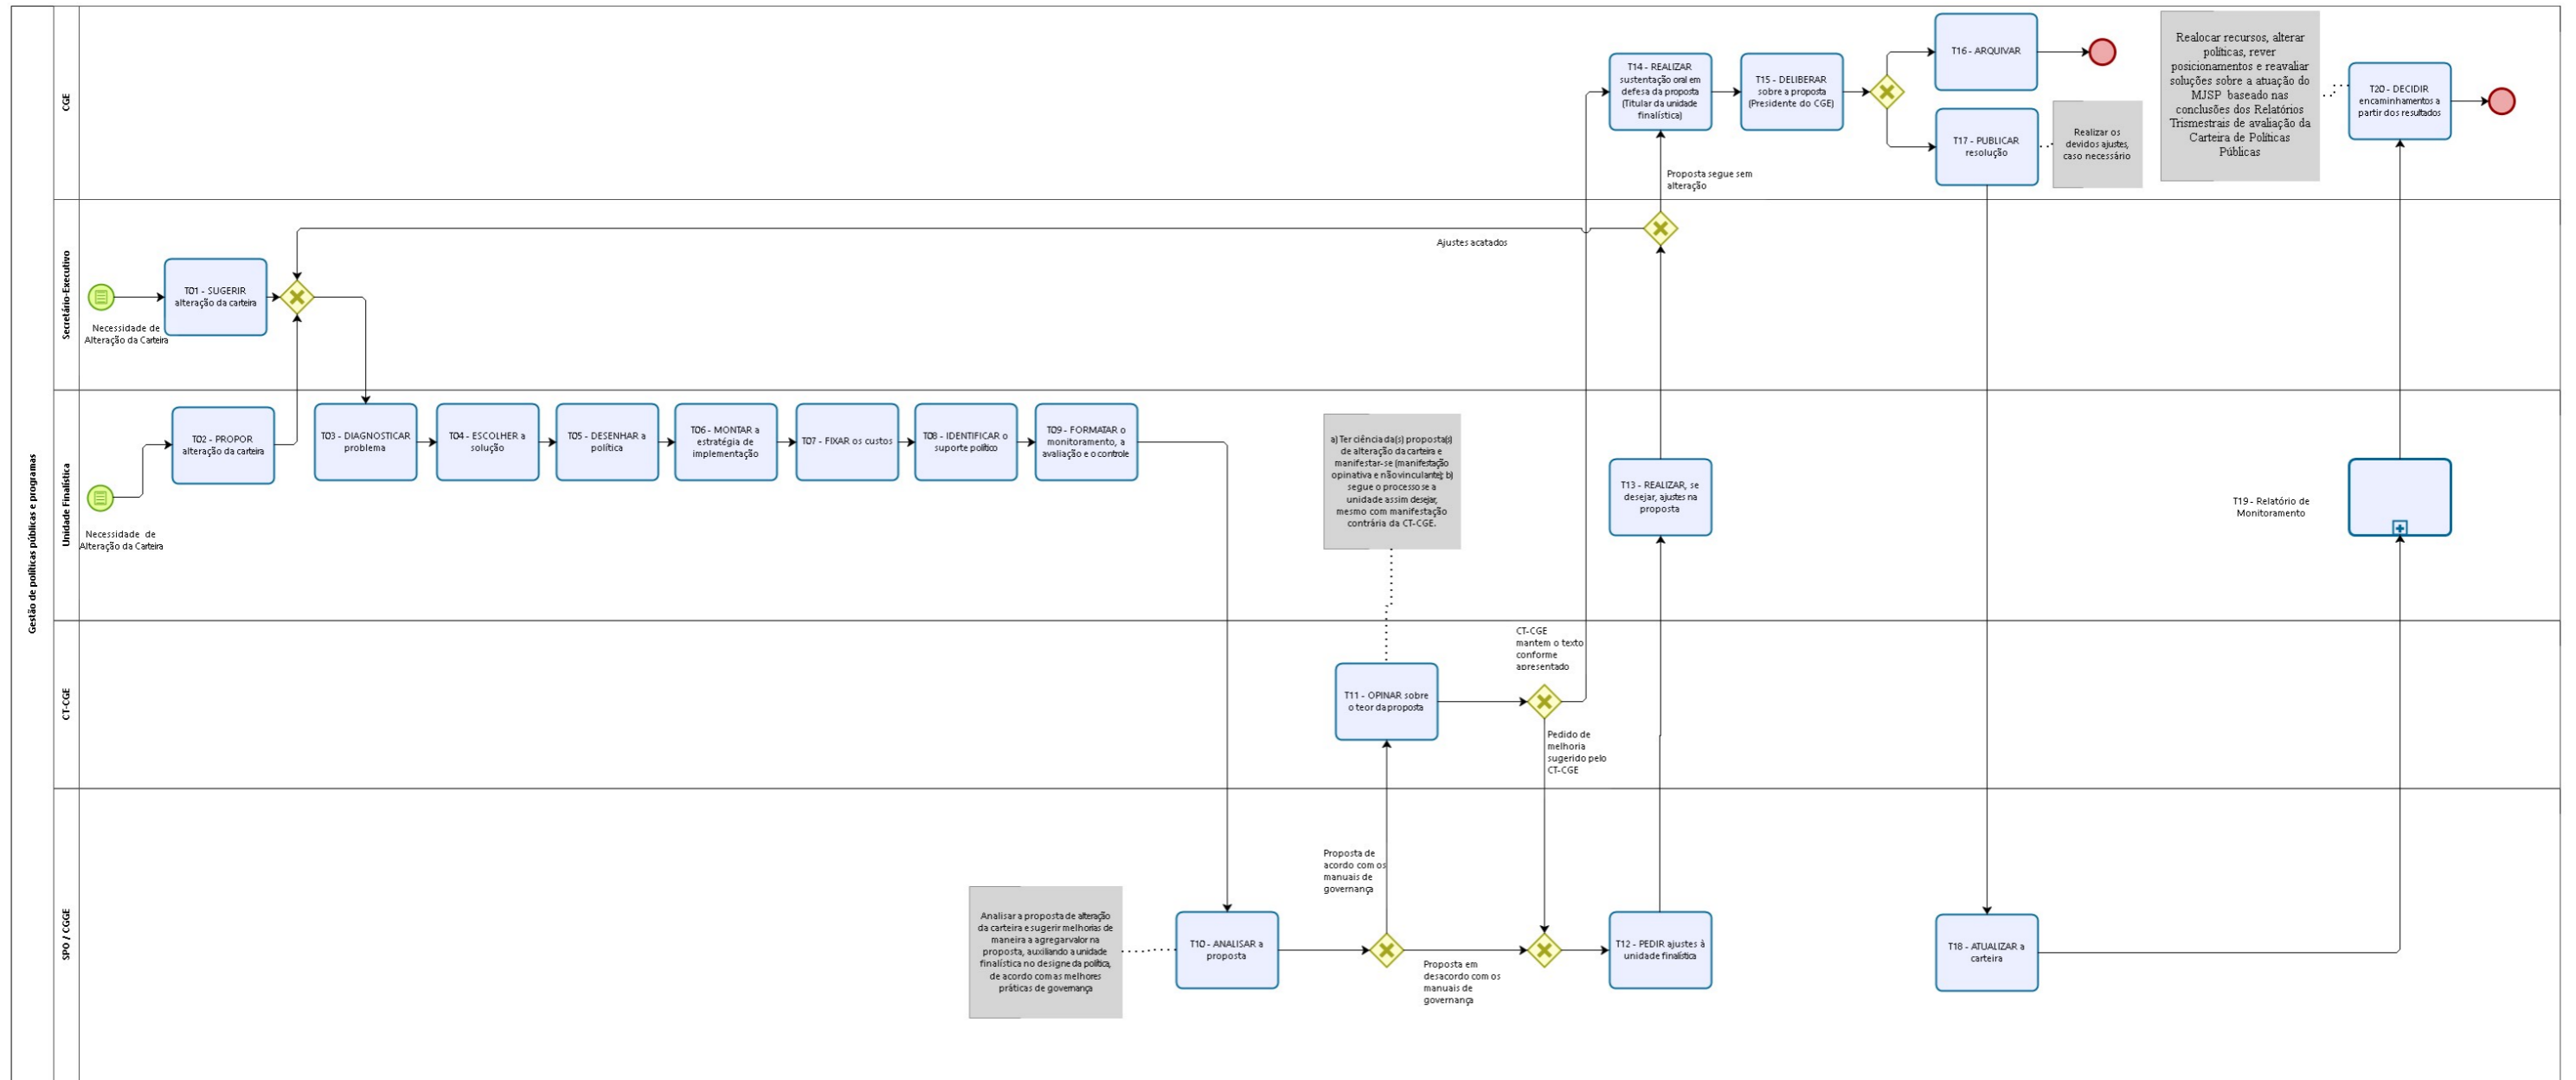 Gestão de políticas públicas e programas
CGE
T14 - REALIZAR
sustentação oral em
defesa da proposta
(Titular da unidade
finalística)
T15 - DELIBERAR
sobre a proposta
(Presidente do CGE)
T16 - ARQUIVAR
T17 - PUBLICAR
resolução
Realizar os
devidos ajustes,
caso necessário
Realocar recursos, alterar
políticas, rever
posicionamentos e reavaliar
soluções sobre a atuação do
MJSP baseado nas
conclusões dos Relatórios
Trismestrais de avaliação da
Carteira de Políticas
Públicas
T20 - DECIDIR
encaminhamentos a
partir dos resultados
Proposta segue sem
alteração
Secretário-Executivo
Ajustes acatados
T01 - SUGERIR
alteração da carteira
Necessidade de
Alteração da Carteira
Unidade Finalística
T02 - PROPOR
alteração da carteira
Necessidade de
Alteração da Carteira
T03 - DIAGNOSTICAR
problema
T04 - ESCOLHER a
solução
T05 - DESENHAR a
política
T06 - MONTAR a
estratégia de
implementação
T07 - FIXAR os custos
T08 - IDENTIFICAR o
suporte político
T09 - FORMATAR o
monitoramento, a
avaliação e o controle
a) Ter ciência da(s) proposta(s)
de alteração da carteira e
manifestar-se (manifestação
opinativa e não vinculante); b)
segue o processo se a
unidade assim desejar,
mesmo com manifestação
contrária da CT-CGE.
T13 - REALIZAR, se
desejar, ajustes na
proposta
T19 - Relatório de
Monitoramento
CT-CGE
CT-CGE
mantem o texto
conforme
apresentado
T11 - OPINAR sobre
o teor da proposta
Pedido de
melhoria
sugerido pelo
CT-CGE
SPO / CGGE
Proposta de
acordo com os
manuais de
governança
Analisar a proposta de alteração
da carteira e sugerir melhorias de
maneira a agregar valor na
proposta, auxiliando a unidade
finalística no designe da política,
de acordo com as melhores
práticas de governança
T10 - ANALISAR a
proposta
Proposta em
desacordo com os
manuais de
governança
T12 - PEDIR ajustes à
unidade finalística
T18 - ATUALIZAR a
carteira